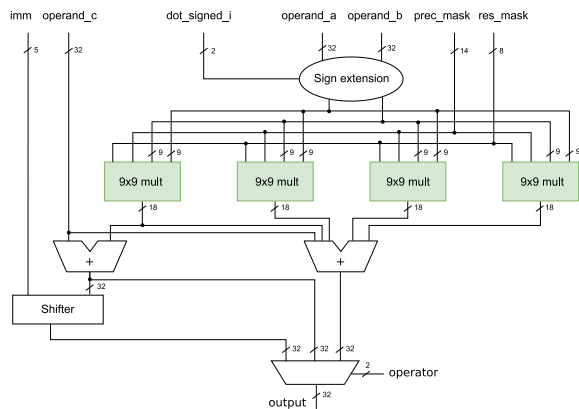 imm operand_c dot_signed_i operand_a operand_b prec_mask res_mask
5 32 2 32 32 14 8
Sign extension
9 9 9 9 9 9 9 9
9x9 mult 9x9 mult 9x9 mult 9x9 mult
18 18 18 18
+ +
32
Shifter
32 32 32
2
operator
32
output